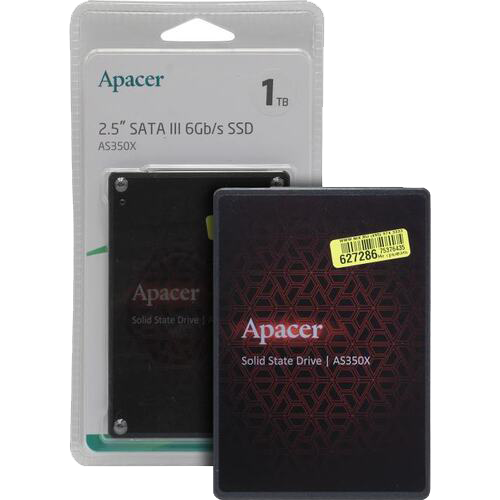 Apacer
1TB
2.5" SATA III 6Gb/s SSD
AS350X
Apacer
Solid State Drive | A
627286
75376435
Apacer
Solid State Drive | AS350X